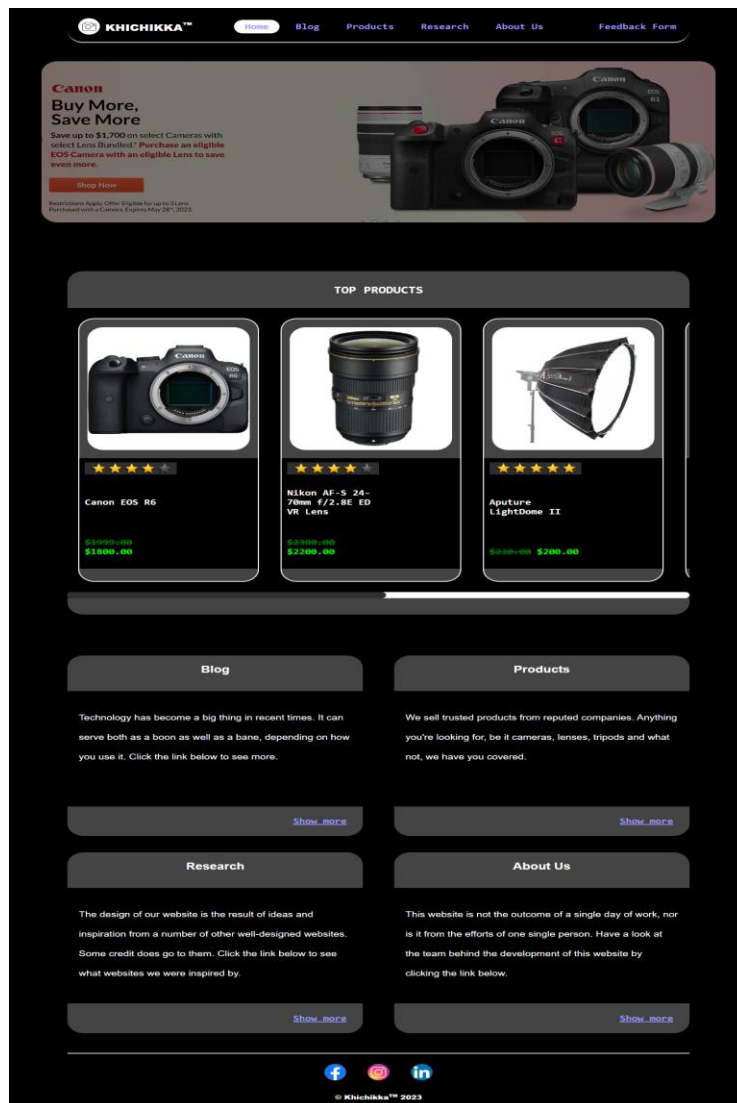 KHICHIKKA™ Home Blog Products Research About Us Feedback Form
Canon
Buy More,
Save More
Save up to $1,700 on select Cameras with
select Lens Bundled.* Purchase an eligible
EOS Camera with an eligible Lens to save
even more.
Shop Now
Restrictions Apply. Offer Eligible for up to 3 Lens
Purchased with a Camera. Expires May 28th, 2023.
Canon
EOS
R3
Canon
EOS
C
TOP PRODUCTS
Canon
EOS
R6
Nikon
Canon EOS R6
$1999.00
$1800.00
Nikon AF-S 24-
70mm f/2.8E ED
VR Lens
$2300.00
$2200.00
Aputure
LightDome II
$230.00 $200.00
Blog
Technology has become a big thing in recent times. It can
serve both as a boon as well as a bane, depending on how
you use it. Click the link below to see more.
Show more
Products
We sell trusted products from reputed companies. Anything
you're looking for, be it cameras, lenses, tripods and what
not, we have you covered.
Show more
Research
The design of our website is the result of ideas and
inspiration from a number of other well-designed websites.
Some credit does go to them. Click the link below to see
what websites we were inspired by.
Show more
About Us
This website is not the outcome of a single day of work, nor
is it from the efforts of one single person. Have a look at
the team behind the development of this website by
clicking the link below.
Show more
© Khichikka™ 2023